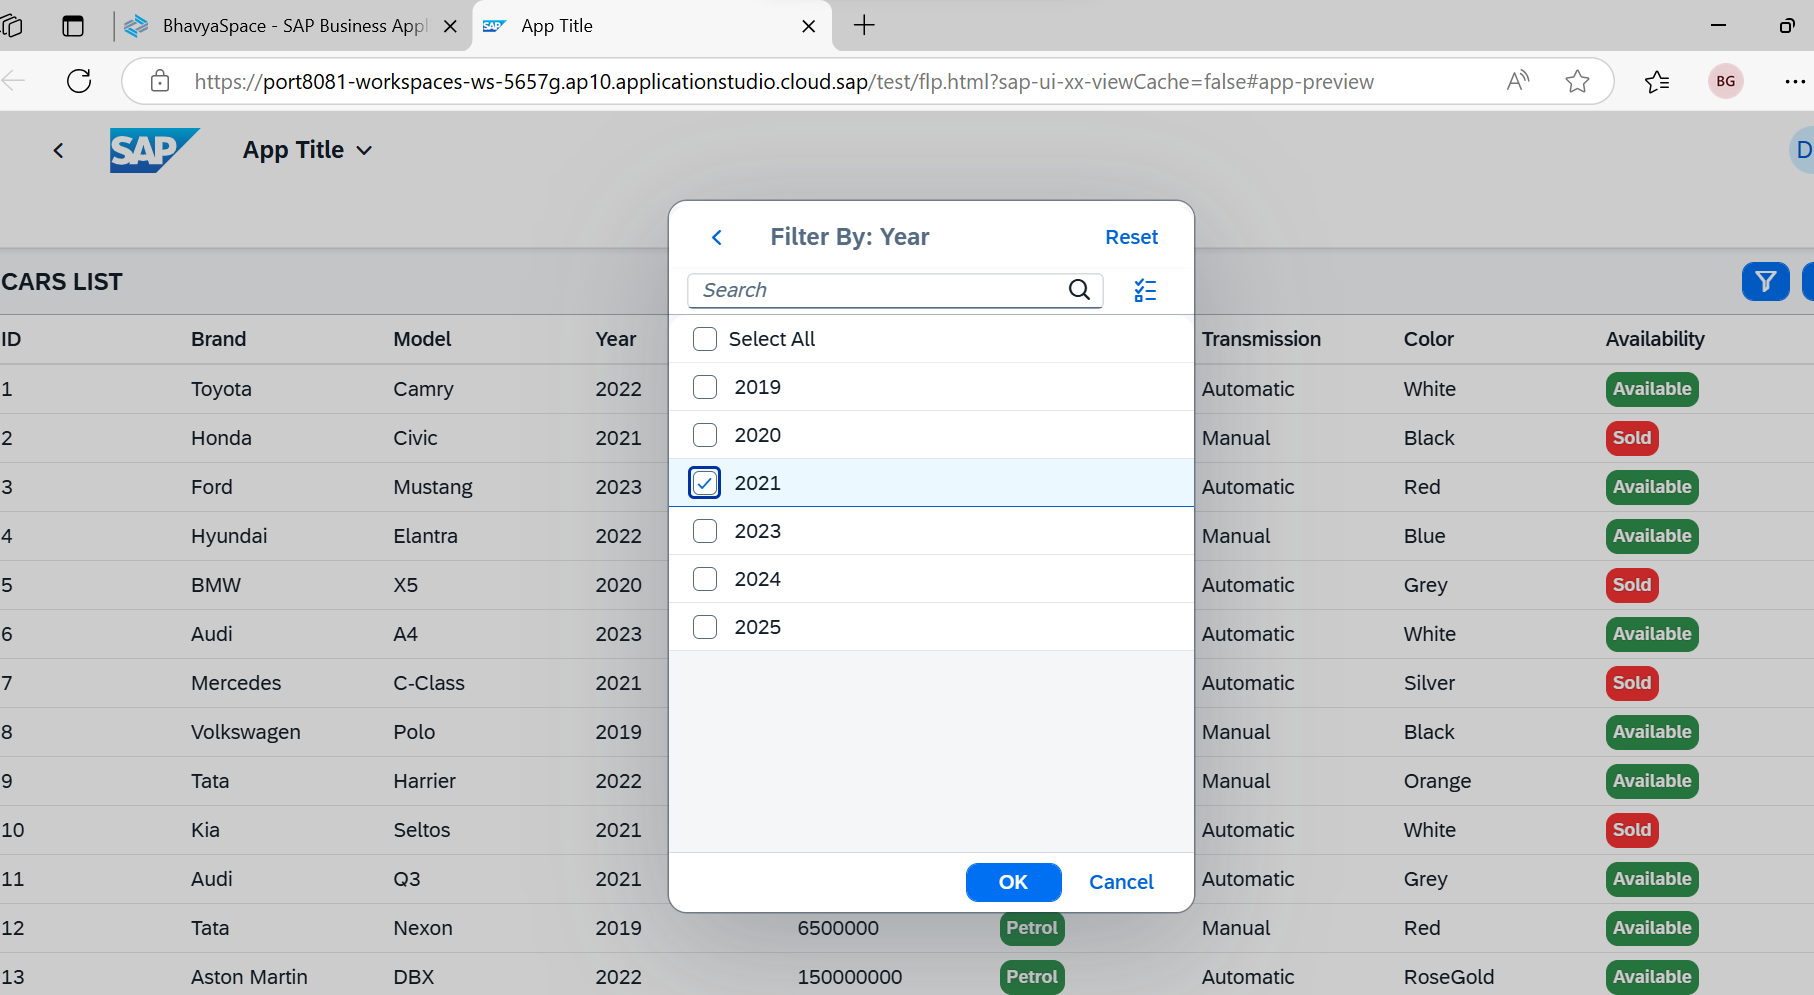 BhavyaSpace - SAP Business Appl
SAP App Title
https://port8081-workspaces-ws-5657g.ap10.applicationstudio.cloud.sap/test/flp.html?sap-ui-xx-viewCache=false#app-preview
BG
SAP App Title
D
Filter By: Year Reset
Search
CARS LIST
ID Brand Model Year Transmission Color Availability
Select All
1 Toyota Camry 2022 Automatic White Available
2019
2 Honda Civic 2021 Manual Black Sold
2020
3 Ford Mustang 2023 Automatic Red Available
2021
4 Hyundai Elantra 2022 Manual Blue Available
2023
5 BMW X5 2020 Automatic Grey Sold
2024
6 Audi A4 2023 Automatic White Available
2025
7 Mercedes C-Class 2021 Automatic Silver Sold
8 Volkswagen Polo 2019 Manual Black Available
9 Tata Harrier 2022 Manual Orange Available
10 Kia Seltos 2021 Automatic White Sold
11 Audi Q3 2021 Automatic Grey Available
OK Cancel
12 Tata Nexon 2019 6500000 Petrol Manual Red Available
13 Aston Martin DBX 2022 150000000 Petrol Automatic RoseGold Available